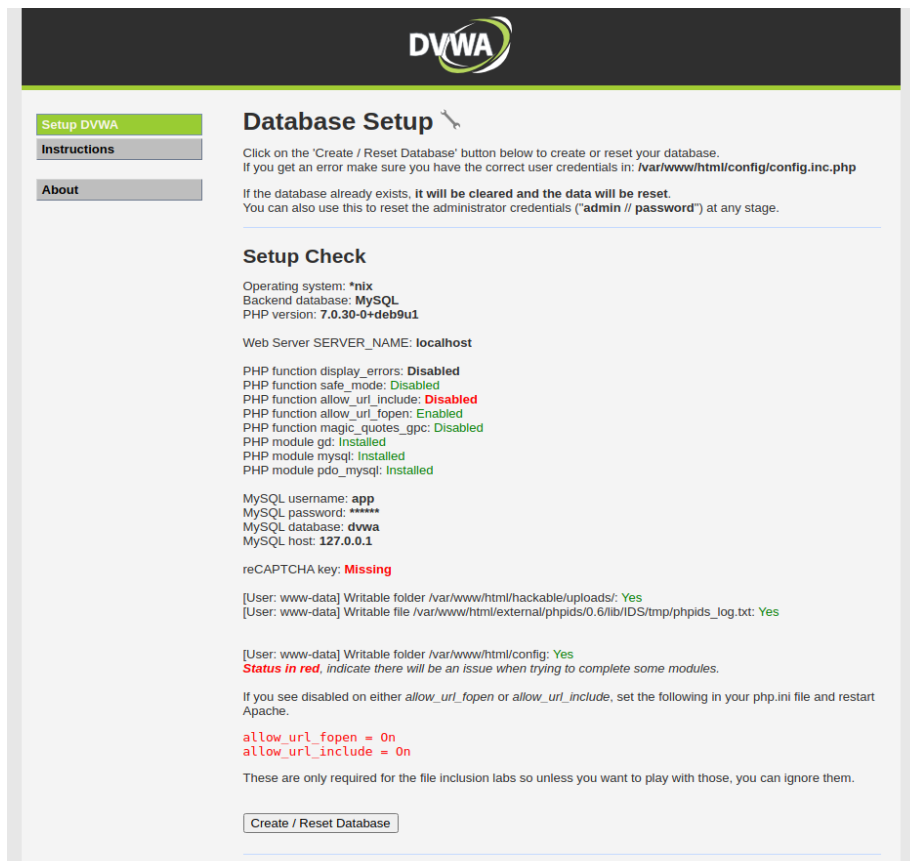 DVWA
Setup DVWA
Instructions
About
Database Setup
Click on the 'Create / Reset Database' button below to create or reset your database.
If you get an error make sure you have the correct user credentials in: /var/www/html/config/config.inc.php
If the database already exists, it will be cleared and the data will be reset.
You can also use this to reset the administrator credentials ("admin // password") at any stage.
Setup Check
Operating system: *nix
Backend database: MySQL
PHP version: 7.0.30-0+deb9u1
Web Server SERVER_NAME: localhost
PHP function display_errors: Disabled
PHP function safe_mode: Disabled
PHP function allow_url_include: Disabled
PHP function allow_url_fopen: Enabled
PHP function magic_quotes_gpc: Disabled
PHP module gd: Installed
PHP module mysql: Installed
PHP module pdo_mysql: Installed
MySQL username: app
MySQL password: ******
MySQL database: dvwa
MySQL host: 127.0.0.1
reCAPTCHA key: Missing
[User: www-data] Writable folder /var/www/html/hackable/uploads/: Yes
[User: www-data] Writable file /var/www/html/external/phpids/0.6/lib/IDS/tmp/phpids_log.txt: Yes
[User: www-data] Writable folder /var/www/html/config: Yes
Status in red, indicate there will be an issue when trying to complete some modules.
If you see disabled on either allow_url_fopen or allow_url_include, set the following in your php.ini file and restart
Apache.
allow_url_fopen = On
allow_url_include = On
These are only required for the file inclusion labs so unless you want to play with those, you can ignore them.
Create / Reset Database